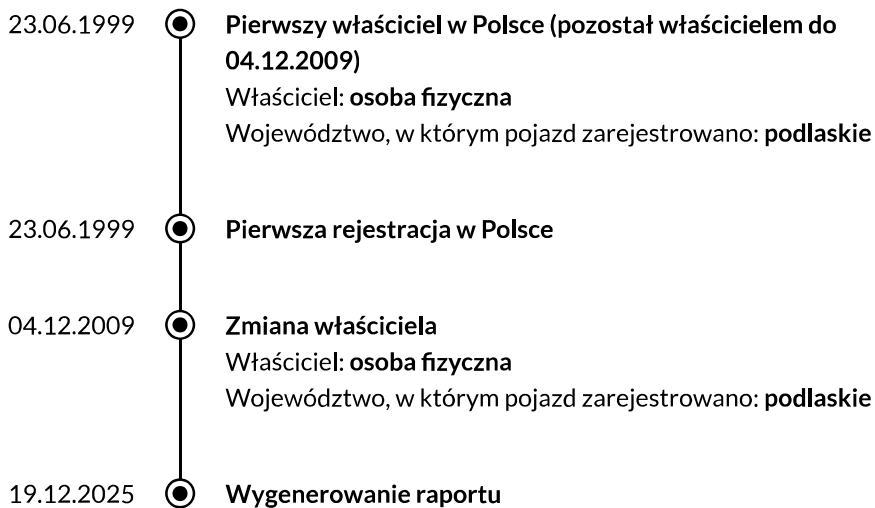 23.06.1999 Pierwszy właściciel w Polsce (pozostał właścicielem do
04.12.2009)
Właściciel: osoba fizyczna
Województwo, w którym pojazd zarejestrowano: podlaskie
23.06.1999 Pierwsza rejestracja w Polsce
04.12.2009 Zmiana właściciela
Właściciel: osoba fizyczna
Województwo, w którym pojazd zarejestrowano: podlaskie
19.12.2025 Wygenerowanie raportu